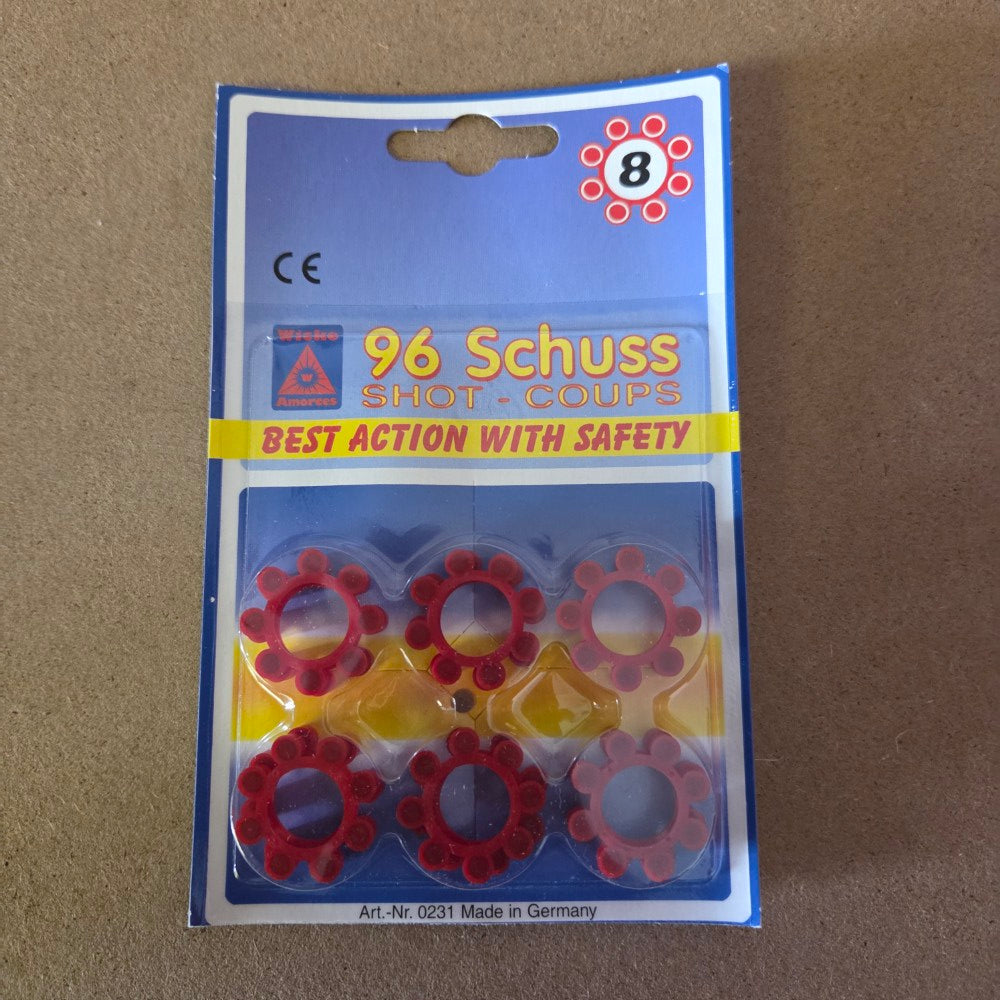 8
CE
Wicke
W
Amorces
96 Schuss
SHOT - COUPS
BEST ACTION WITH SAFETY
Art.-Nr. 0231 Made in Germany